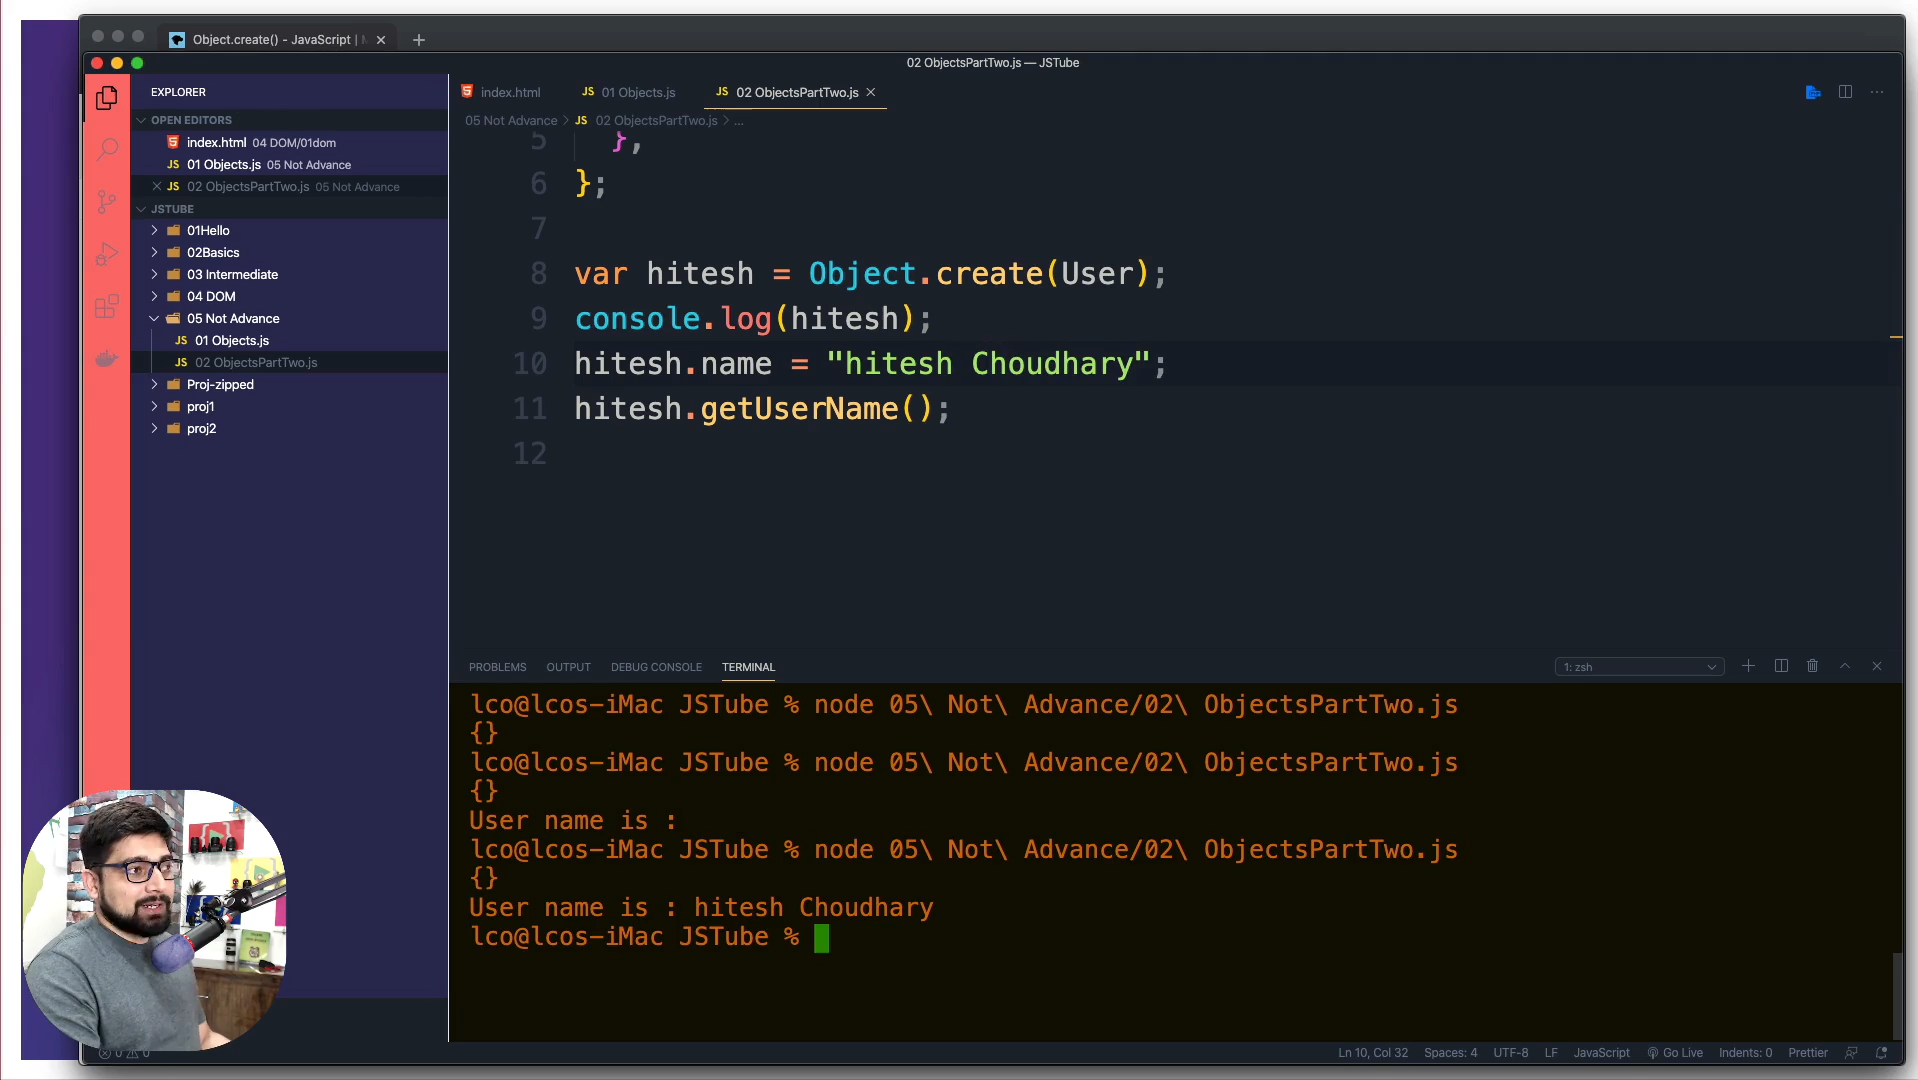 Object.create() - JavaScript |
02 ObjectsPartTwo.js — JSTube
EXPLORER
OPEN EDITORS
index.html 04 DOM/01dom
JS 01 Objects.js 05 Not Advance
JS 02 ObjectsPartTwo.js 05 Not Advance
JSTUBE
01Hello
02Basics
03 Intermediate
04 DOM
05 Not Advance
JS 01 Objects.js
JS 02 ObjectsPartTwo.js
Proj-zipped
proj1
proj2
index.html JS 01 Objects.js JS 02 ObjectsPartTwo.js
05 Not Advance > JS 02 ObjectsPartTwo.js > ...
5 },
6 };
7
8 var hitesh = Object.create(User);
9 console.log(hitesh);
10 hitesh.name = "hitesh Choudhary";
11 hitesh.getUserName();
12
PROBLEMS OUTPUT DEBUG CONSOLE TERMINAL 1: zsh
lco@lcos-iMac JSTube % node 05\ Not\ Advance/02\ ObjectsPartTwo.js
{}
lco@lcos-iMac JSTube % node 05\ Not\ Advance/02\ ObjectsPartTwo.js
{}
User name is :
lco@lcos-iMac JSTube % node 05\ Not\ Advance/02\ ObjectsPartTwo.js
{}
User name is : hitesh Choudhary
lco@lcos-iMac JSTube %
0 0 Ln 10, Col 32 Spaces: 4 UTF-8 LF JavaScript Go Live Indents: 0 Prettier